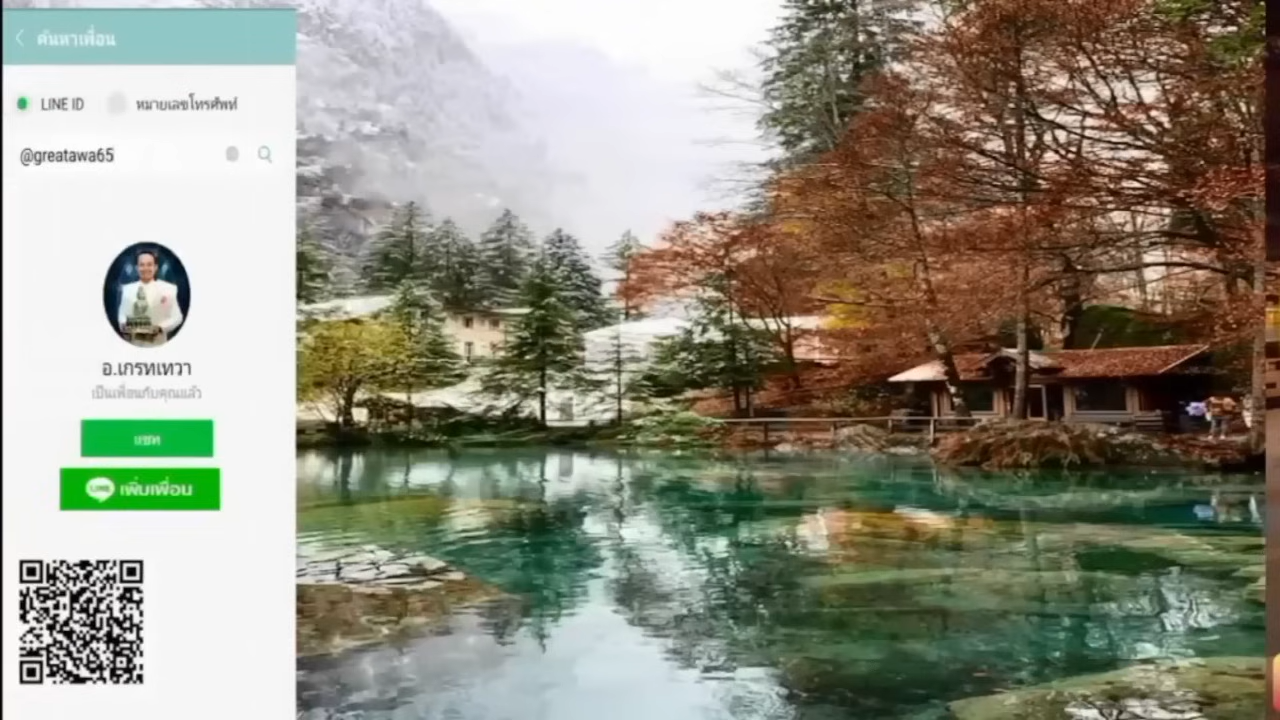 ค้นหาเพื่อน
LINE ID หมายเลขโทรศัพท์
@greatawa65
อ.เกรทเทวา
เป็นเพื่อนกับคุณแล้ว
แชท
LINE เพิ่มเพื่อน